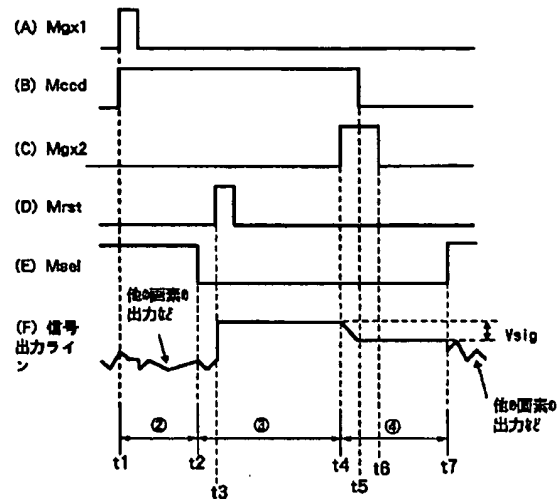 (A) Mgx1
(B) Mccd
(C) Mgx2
(D) Mrst
(E) Msel
他の画素の
出力など
(F) 信号
出力ライ
ン
Vsig
他の画素の
出力など
② ③ ④
t1 t2 t3 t4 t5 t6 t7